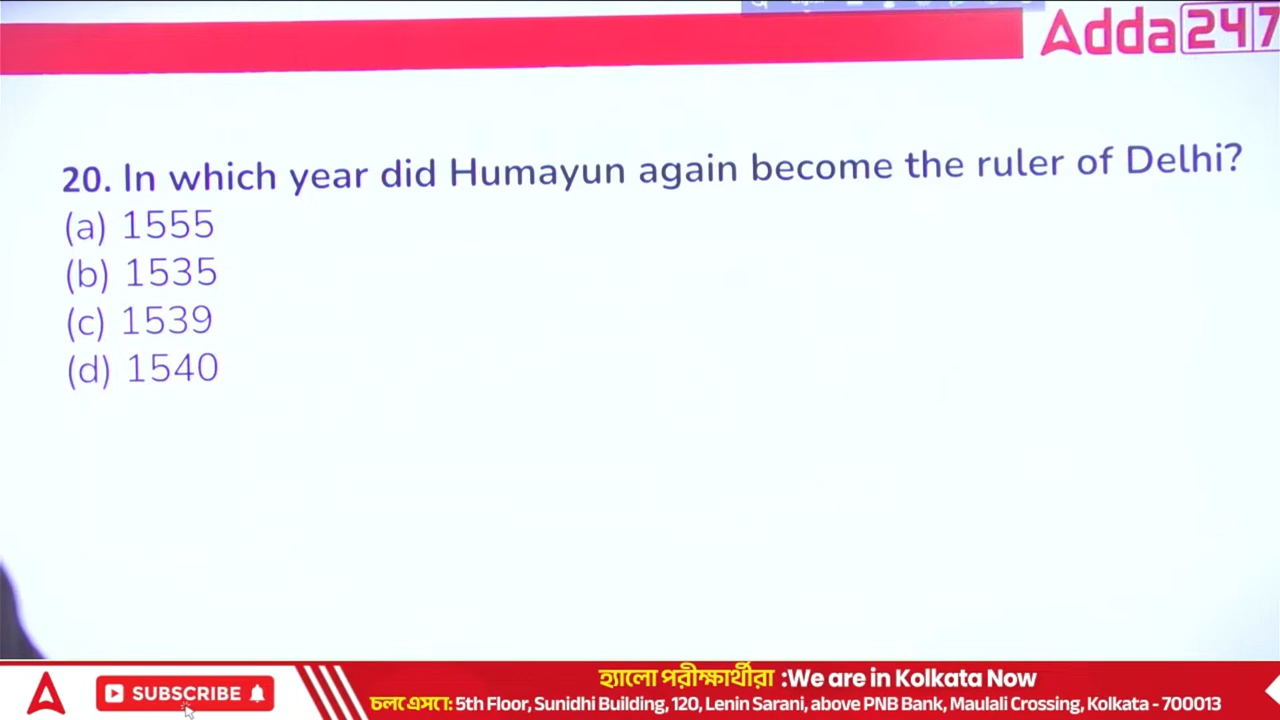 Adda247
20. In which year did Humayun again become the ruler of Delhi?
(a) 1555
(b) 1535
(c) 1539
(d) 1540
SUBSCRIBE
হ্যালো পরীক্ষার্থীরা :We are in Kolkata Now
চলে এসো: 5th Floor, Sunidhi Building, 120, Lenin Sarani, above PNB Bank, Maulali Crossing, Kolkata - 700013